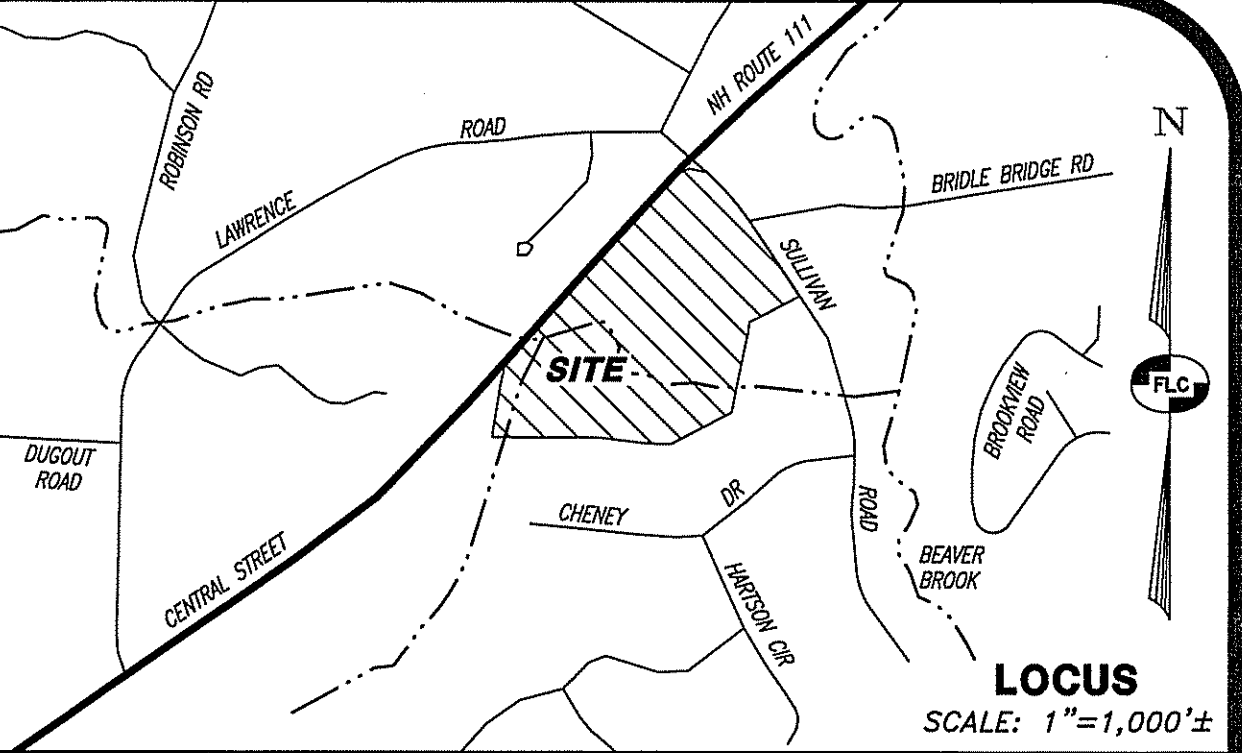 NH ROUTE 111
N
ROBINSON RD
ROAD
LAWRENCE
BRIDLE BRIDGE RD
SULLIVAN
SITE
FLC
BROOKVIEW
ROAD
DUGOUT
ROAD
CHENEY
DR
ROAD
CENTRAL STREET
BEAVER
BROOK
HARTSON CIR
LOCUS
SCALE: 1"=1,000'±